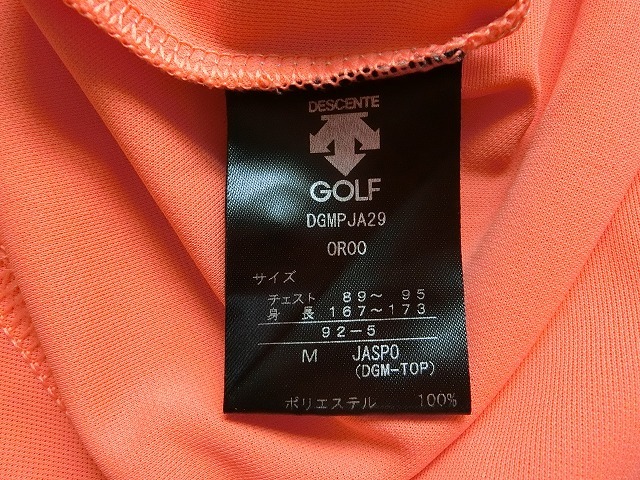 DESCENTE
GOLF
DGMPJA29
OR00
サイズ
チェスト 89～ 95
身 長 167～173
92-5
M JASPO
(DGM-TOP)
ポリエステル 100%